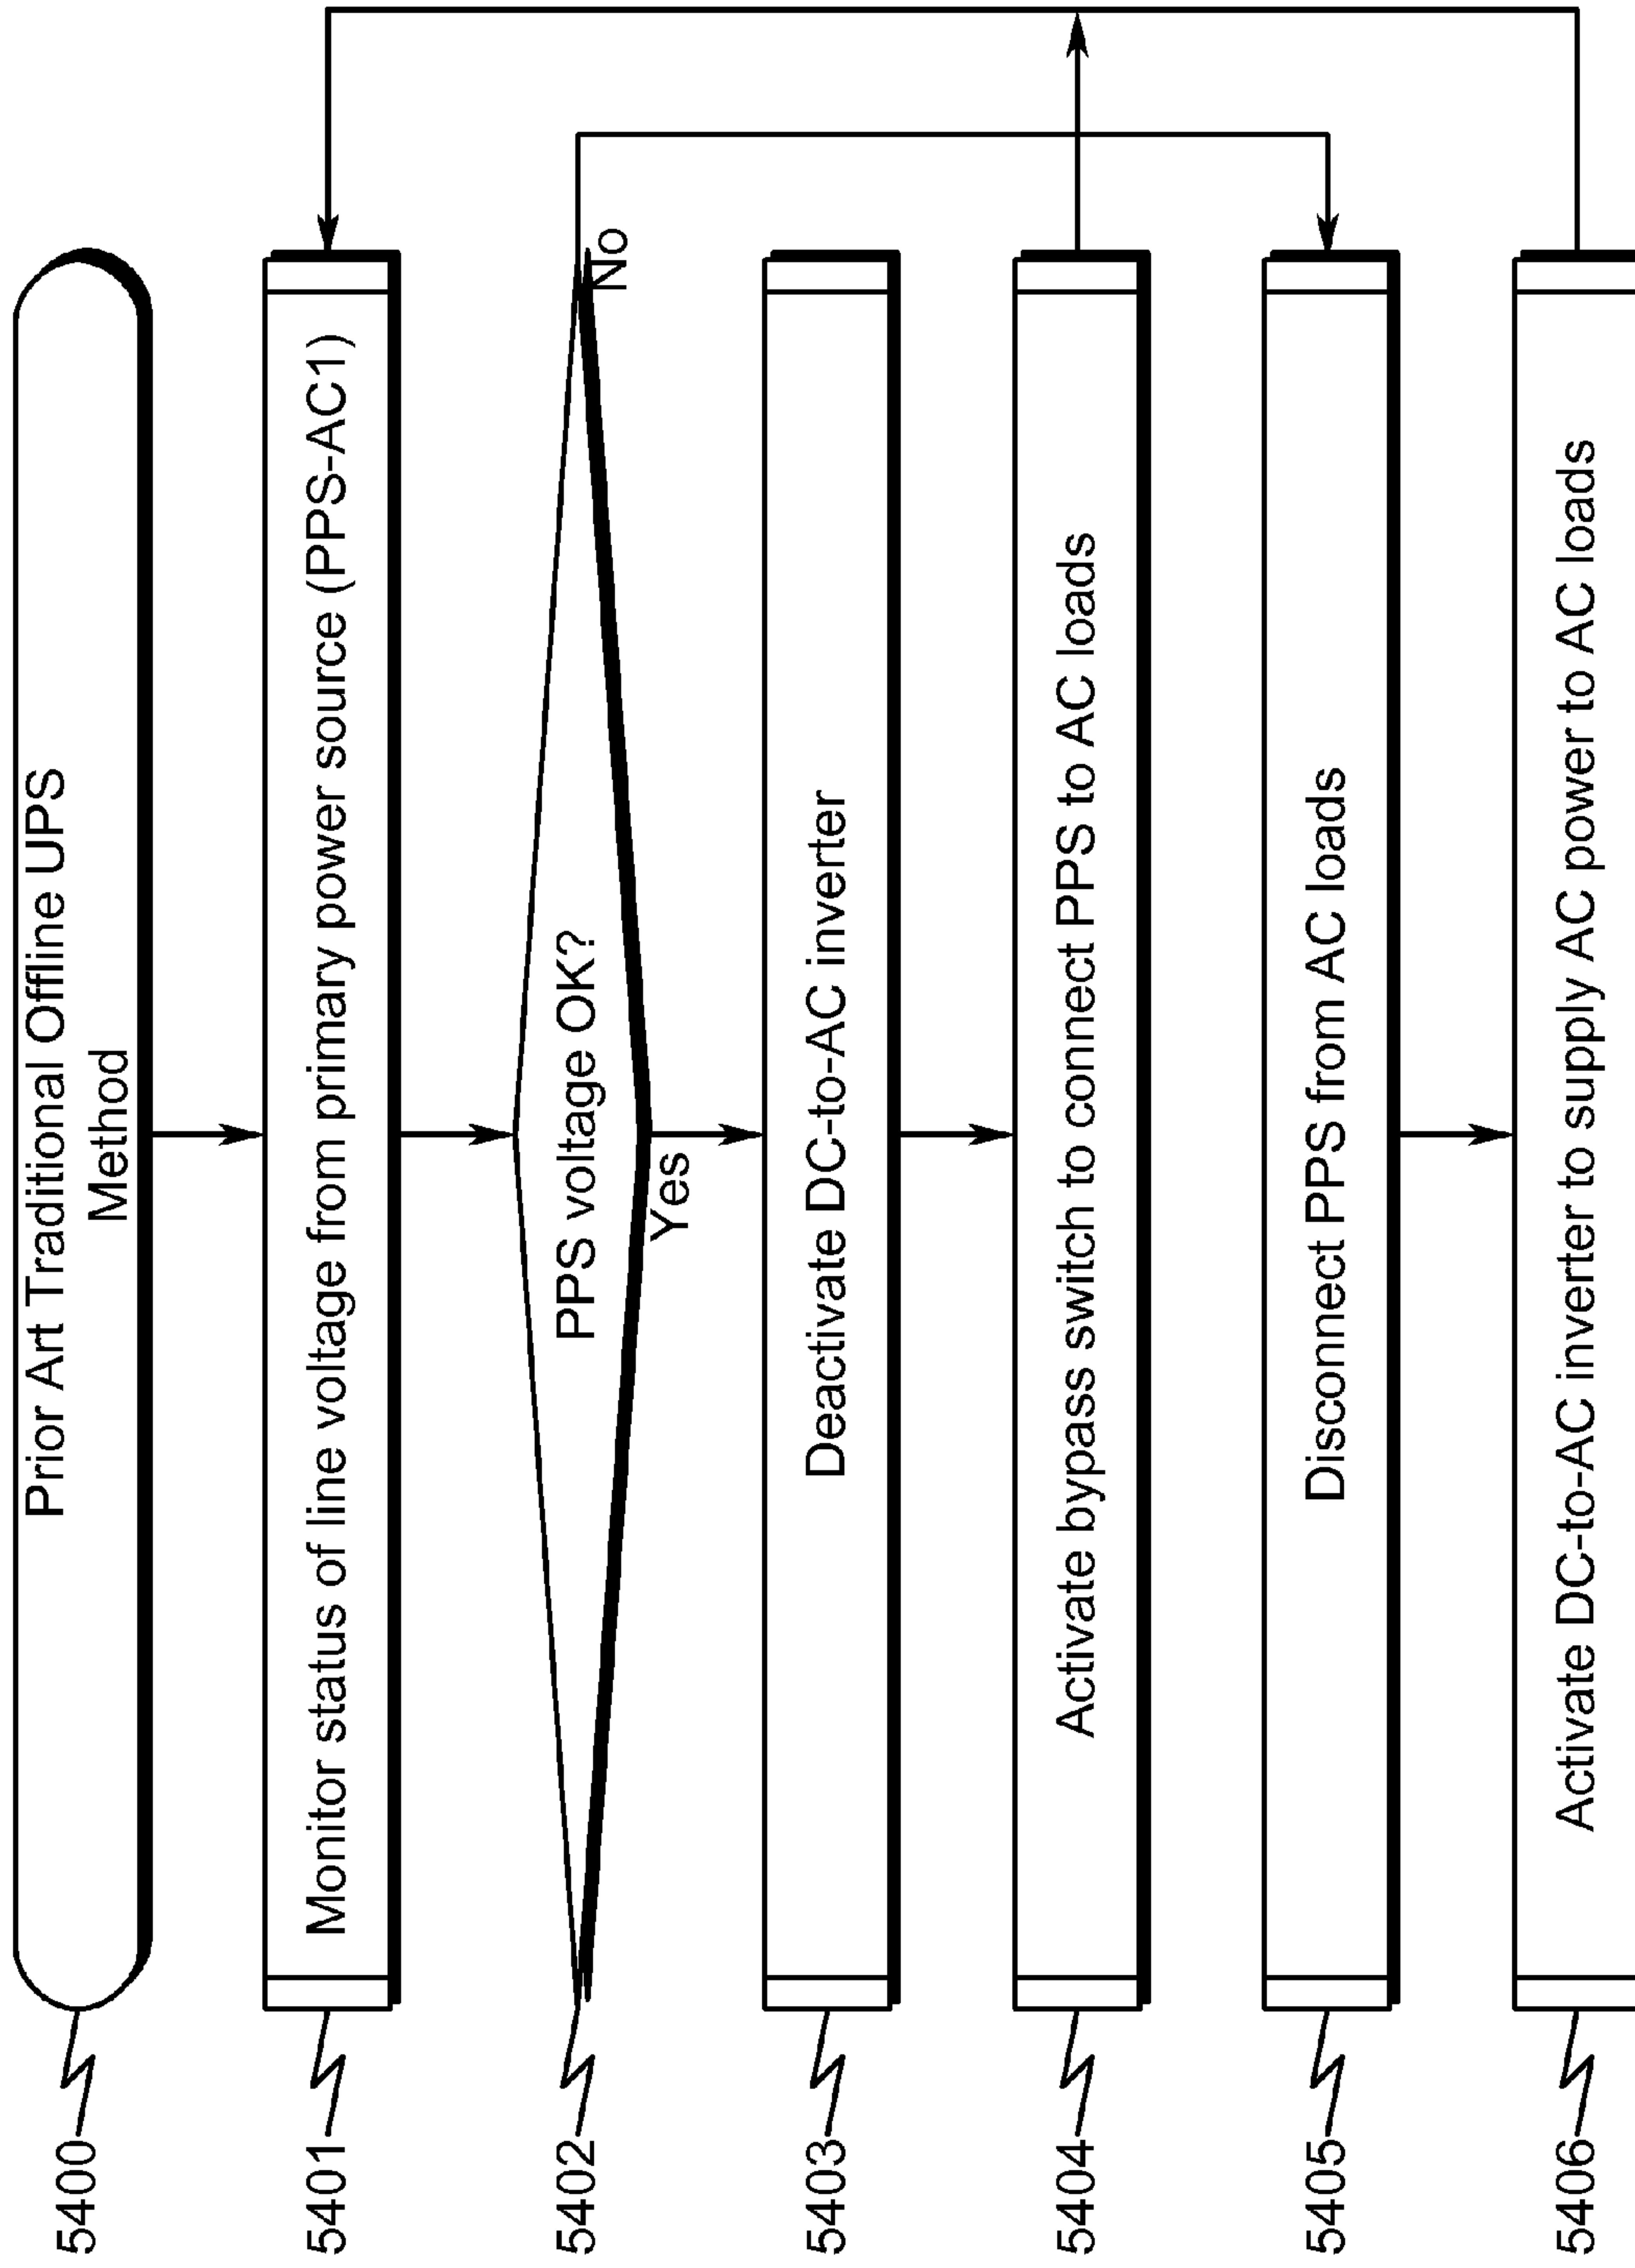 5400
Prior Art Traditional Offline UPS
Method
5401
Monitor status of line voltage from primary power source (PPS-AC1)
5402
PPS voltage OK?
No
Yes
5403
Deactivate DC-to-AC inverter
5404
Activate bypass switch to connect PPS to AC loads
5405
Disconnect PPS from AC loads
5406
Activate DC-to-AC inverter to supply AC power to AC loads